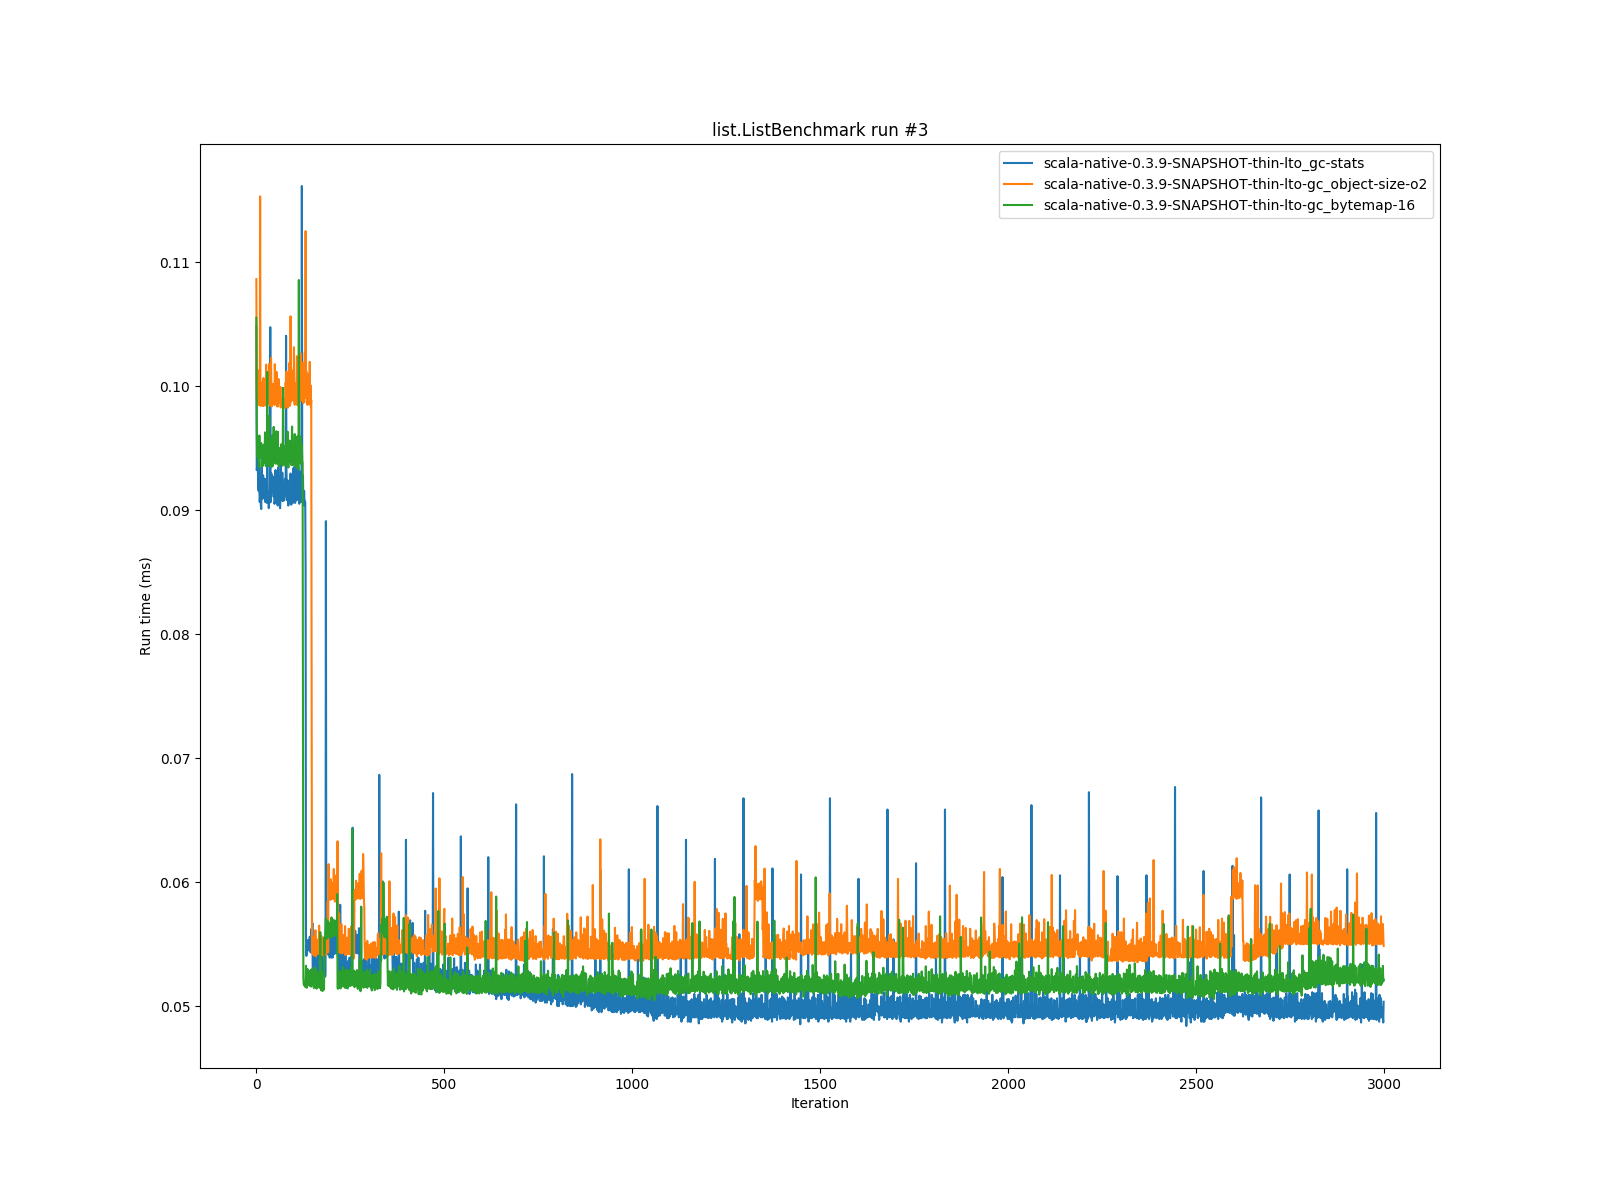 list.ListBenchmark run #3
scala-native-0.3.9-SNAPSHOT-thin-lto_gc-stats
scala-native-0.3.9-SNAPSHOT-thin-lto-gc_object-size-o2
scala-native-0.3.9-SNAPSHOT-thin-lto-gc_bytemap-16
0.11
0.10
0.09
0.08
0.07
0.06
0.05
Run time (ms)
0 500 1000 1500 2000 2500 3000
Iteration